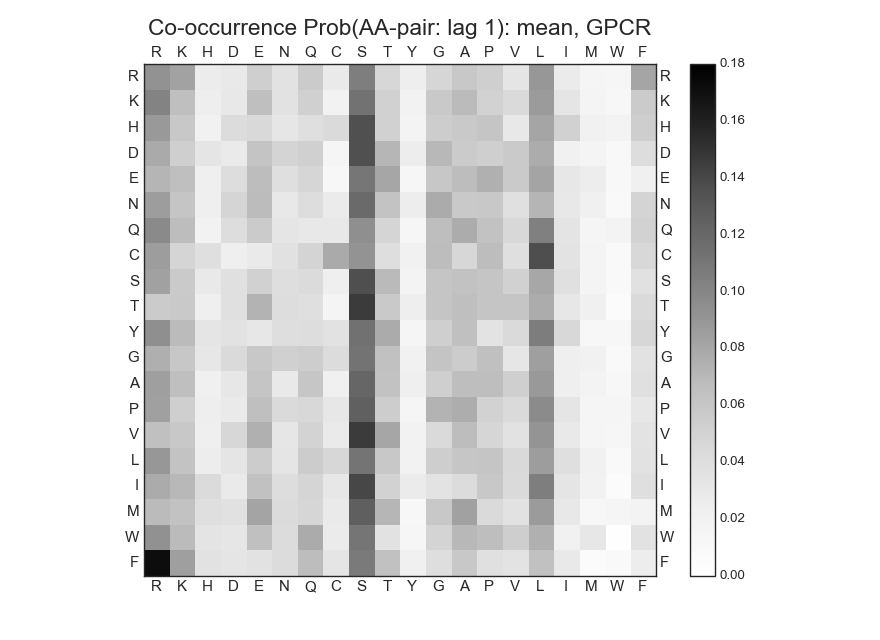 Co-occurrence Prob(AA-pair: lag 1): mean, GPCR
R K H D E N Q C S T Y G A P V L I M W F
R R
K K
H H
D D
E E
N N
Q Q
C C
S S
T T
Y Y
G G
A A
P P
V V
L L
I I
M M
W W
F F
R K H D E N Q C S T Y G A P V L I M W F
0.18
0.16
0.14
0.12
0.10
0.08
0.06
0.04
0.02
0.00